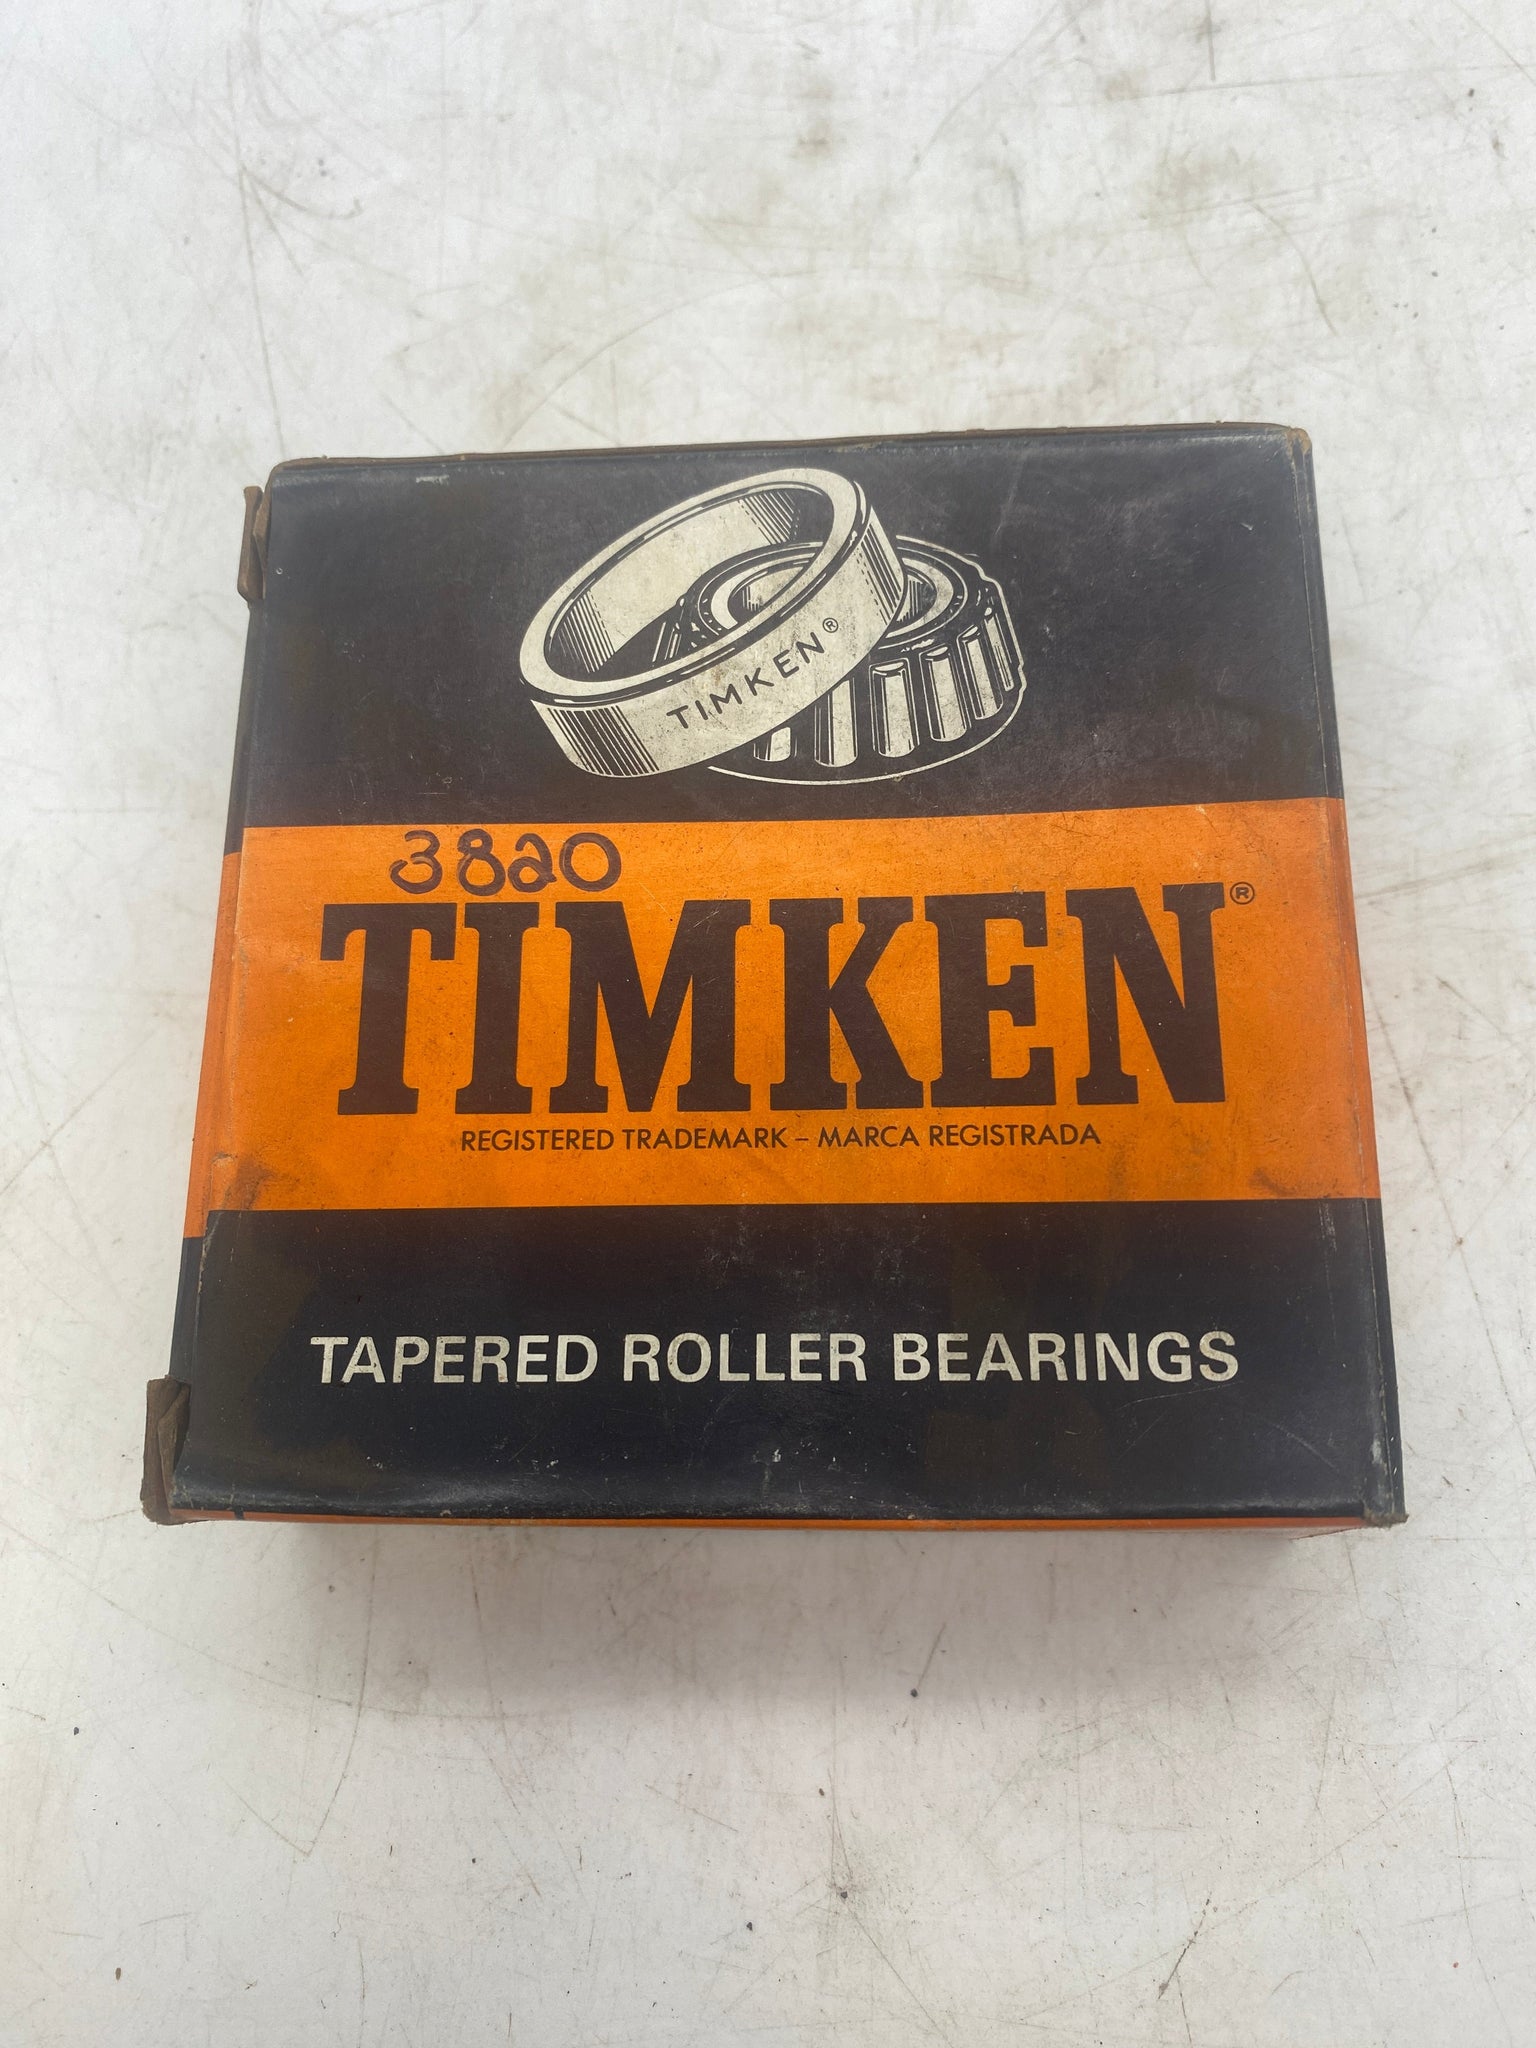 TIMKEN®
3820
TIMKEN®
REGISTERED TRADEMARK – MARCA REGISTRADA
TAPERED ROLLER BEARINGS